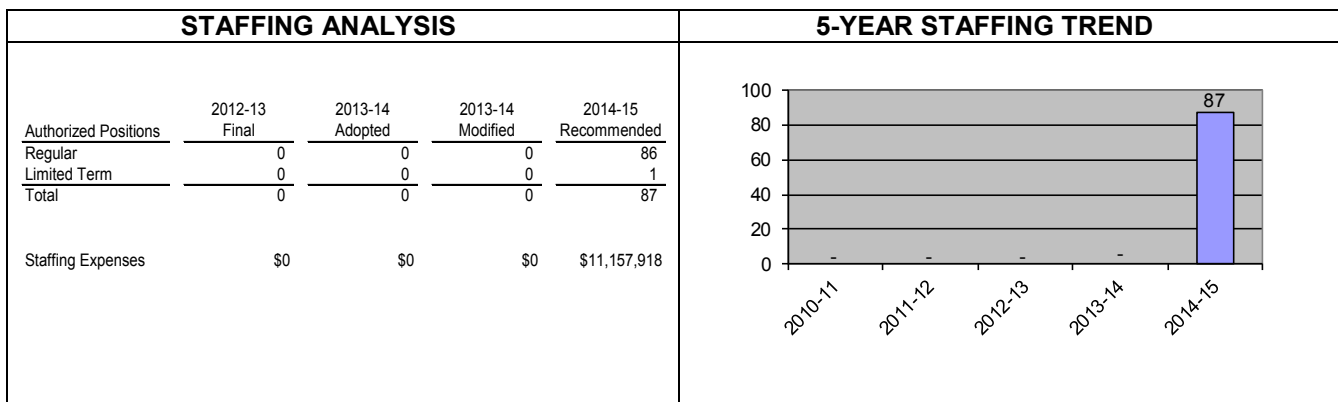 STAFFING ANALYSIS
2012-13 2013-14 2013-14 2014-15
Authorized Positions Final Adopted Modified Recommended
Regular 0 0 0 86
Limited Term 0 0 0 1
Total 0 0 0 87
Staffing Expenses $0 $0 $0 $11,157,918
5-YEAR STAFFING TREND
100
80
60
40
20
0
- - - - 87
2010-11 2011-12 2012-13 2013-14 2014-15